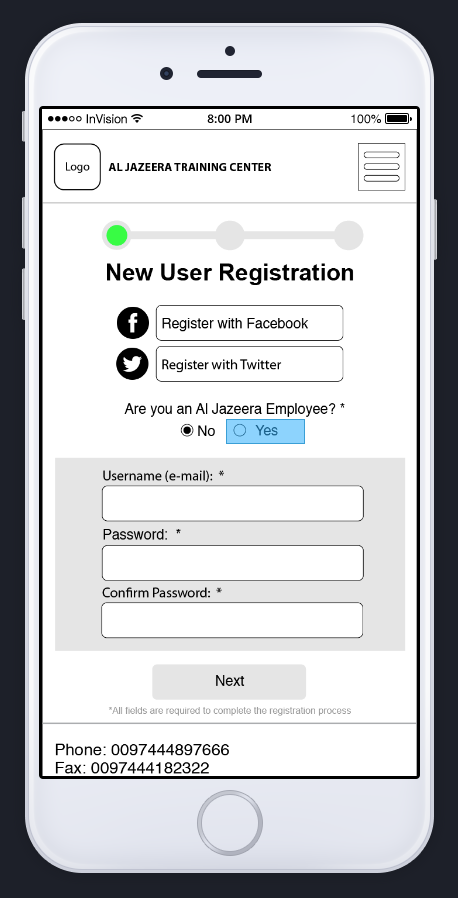 InVision 8:00 PM 100%
Logo AL JAZEERA TRAINING CENTER
New User Registration
f Register with Facebook
Register with Twitter
Are you an Al Jazeera Employee? *
No Yes
Username (e-mail): *
Password: *
Confirm Password: *
Next
*All fields are required to complete the registration process
Phone: 0097444897666
Fax: 0097444182322